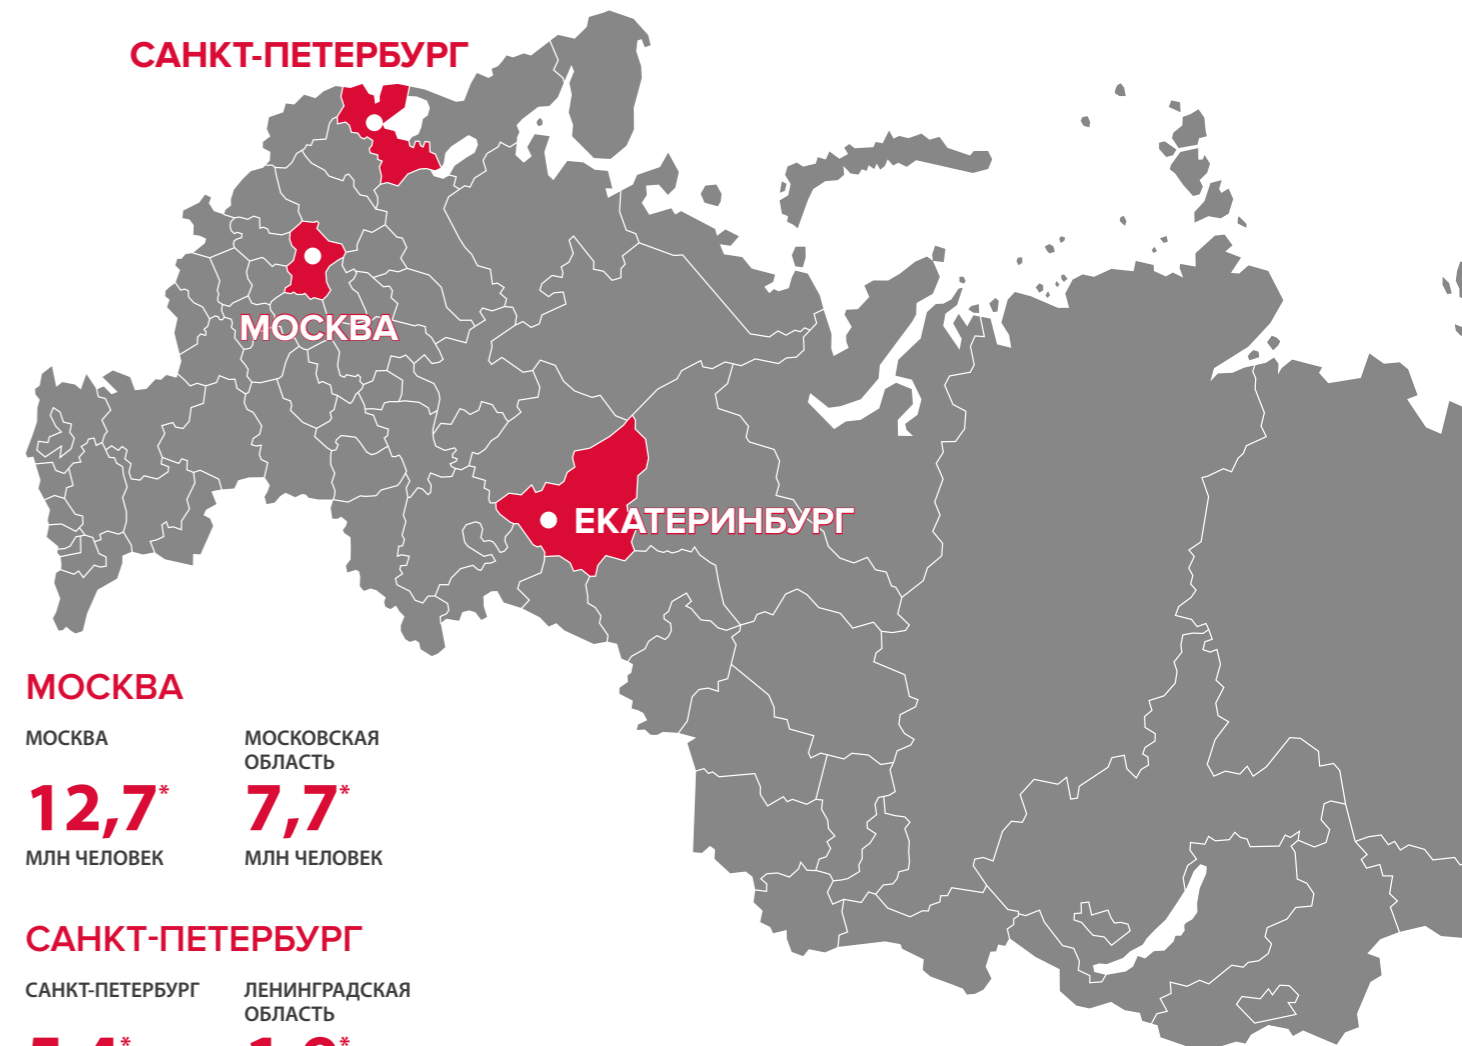 САНКТ-ПЕТЕРБУРГ
МОСКВА
ЕКАТЕРИНБУРГ
МОСКВА
МОСКВА
12,7*
МЛН ЧЕЛОВЕК
МОСКОВСКАЯ
ОБЛАСТЬ
7,7*
МЛН ЧЕЛОВЕК
САНКТ-ПЕТЕРБУРГ
САНКТ-ПЕТЕРБУРГ
ЛЕНИНГРАДСКАЯ
ОБЛАСТЬ